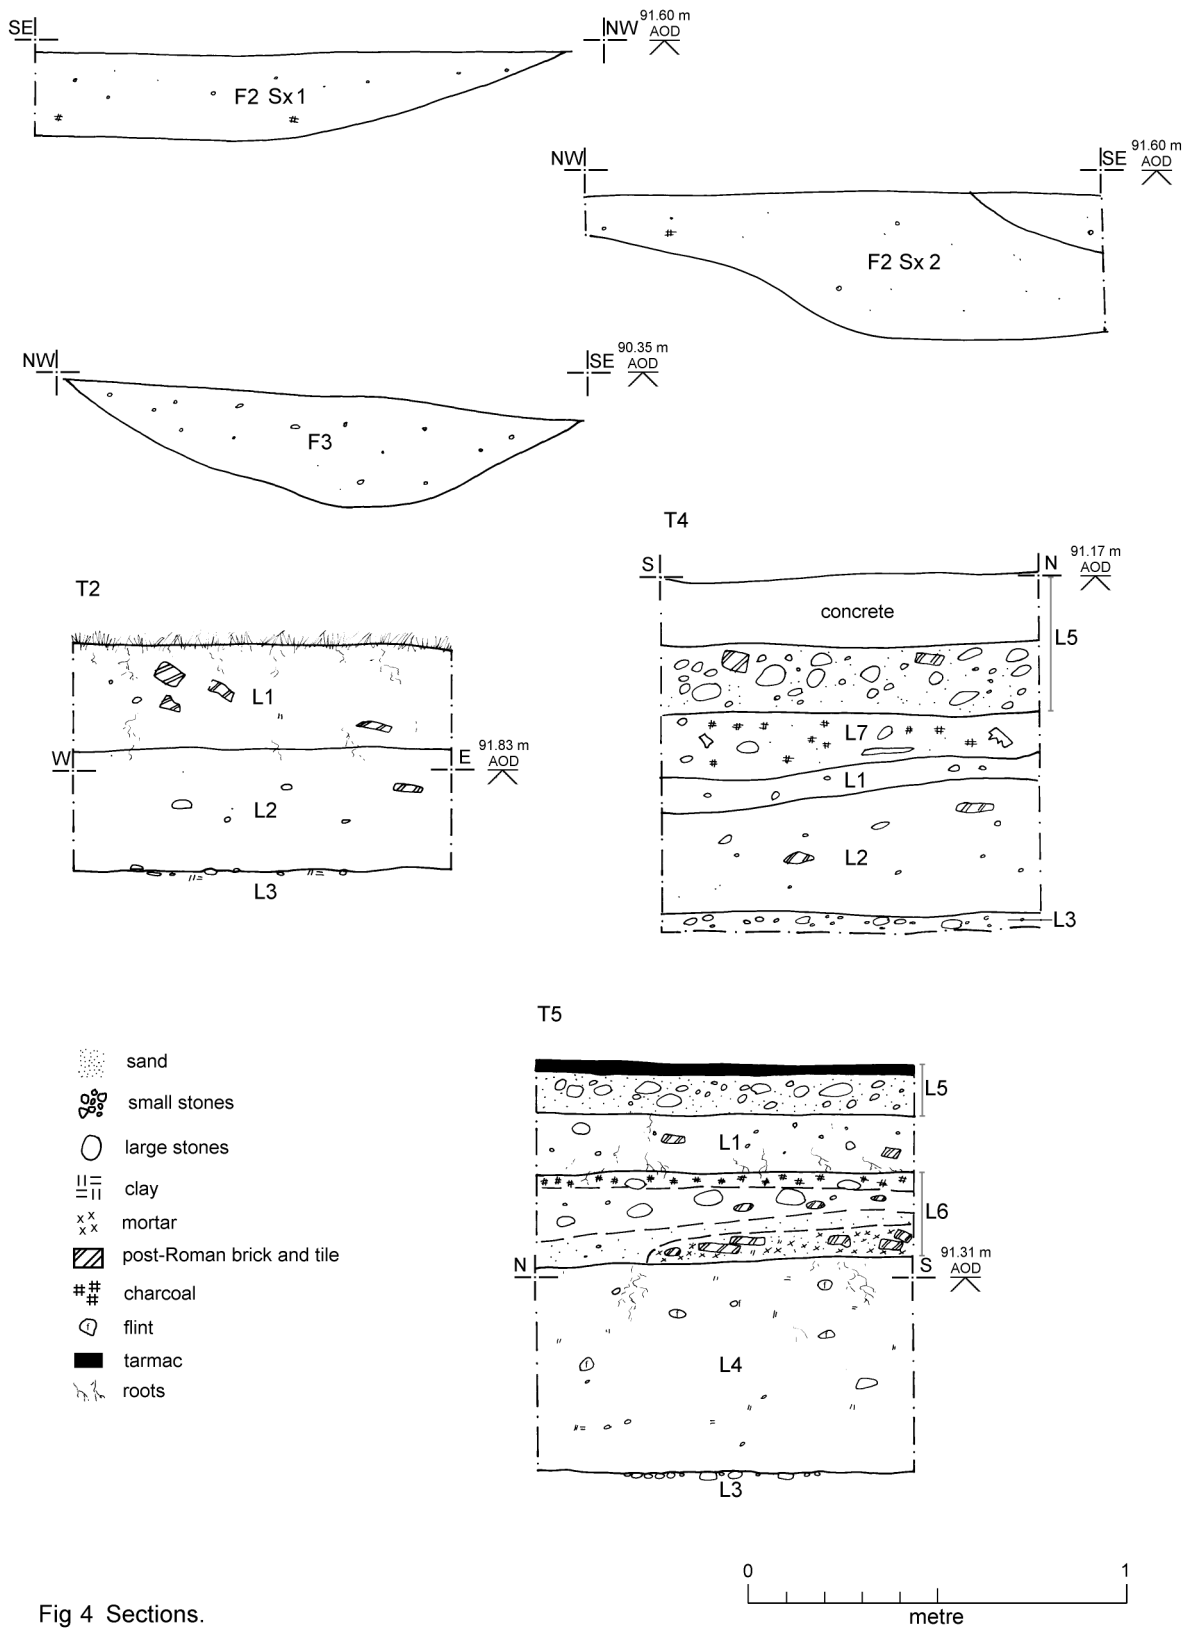 SE
NW
91.60 m
AOD
F2 Sx 1
NW
SE
91.60 m
AOD
F2 Sx 2
NW
SE
90.35 m
AOD
F3
T4
S
N
91.17 m
AOD
concrete
L5
L7
L1
L2
L3
T2
L1
W
E
91.83 m
AOD
L2
L3
T5
L5
L1
L6
N
S
91.31 m
AOD
L4
L3
sand
small stones
large stones
clay
mortar
post-Roman brick and tile
charcoal
f flint
tarmac
roots
f
f
f
f
f
0 1
metre
Fig 4 Sections.